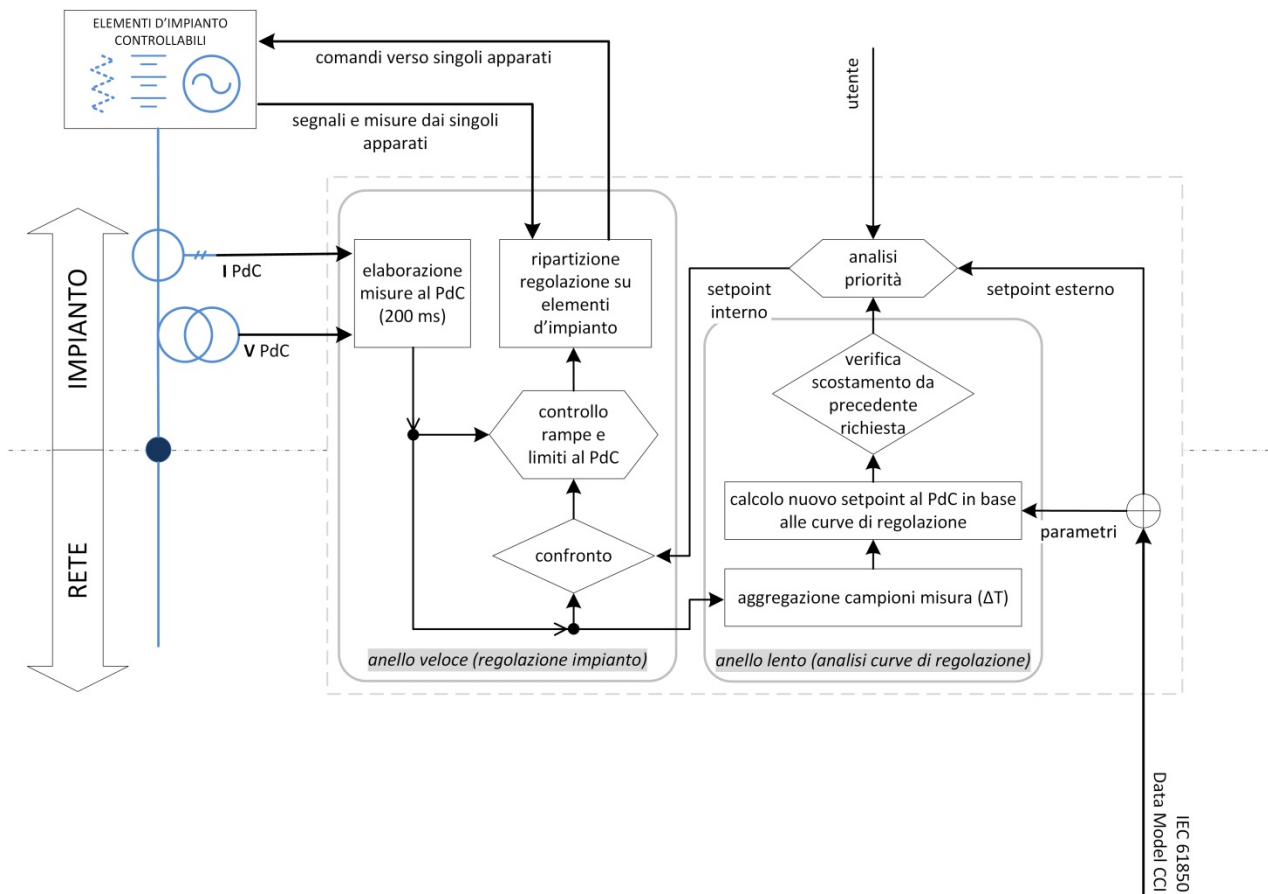 ELEMENTI D'IMPIANTO
CONTROLLABILI
comandi verso singoli apparati
segnali e misure dai singoli
apparati
utente
IMPIANTO
RETE
I PdC
V PdC
elaborazione
misure al PdC
(200 ms)
ripartizione
regolazione su
elementi
d'impianto
controllo
rampe e
limiti al PdC
confronto
anello veloce (regolazione impianto)
analisi
priorità
setpoint
interno
setpoint esterno
verifica
scostamento da
precedente
richiesta
calcolo nuovo setpoint al PdC in base
alle curve di regolazione
parametri
aggregazione campioni misura (ΔT)
anello lento (analisi curve di regolazione)
IEC 61850
Data Model CCI